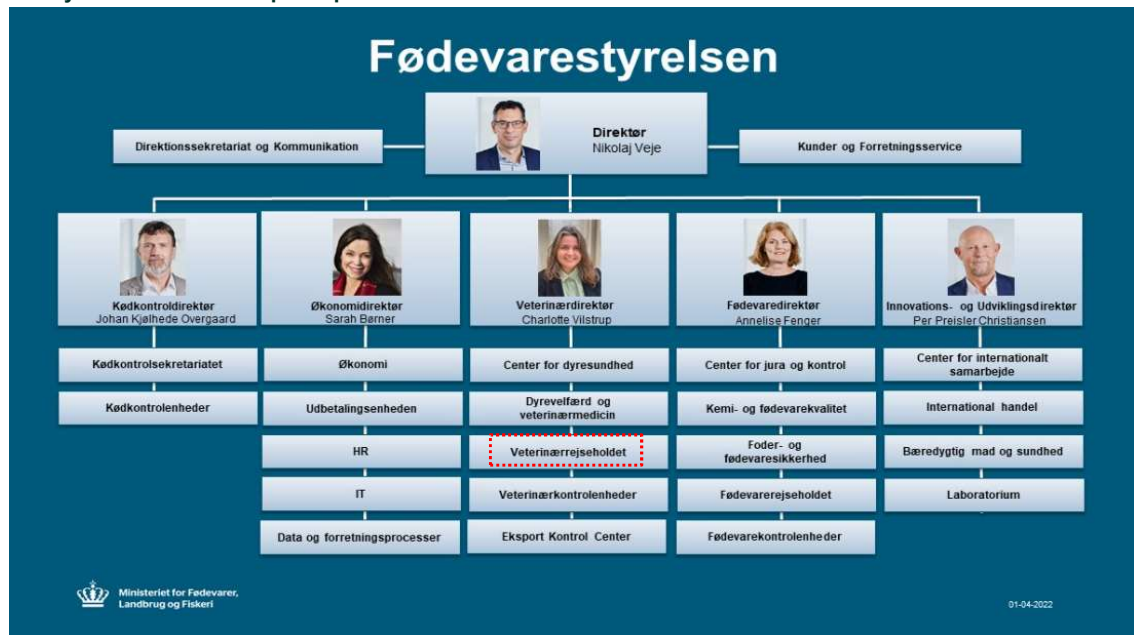 Fødevarestyrelsen
Direktør
Nikolaj Veje
Direktionssekretariat og Kommunikation
Kunder og Forretningsservice
Kødkontroldirektør
Johan Kjølhede Overgaard
Økonomidirektør
Sarah Børner
Veterinærdirektør
Charlotte Vilstrup
Fødevaredirektør
Annelise Fenger
Innovations- og Udviklingsdirektør
Per Preisler Christiansen
Kødkontrolsekretariatet
Kødkontrolenheder
Økonomi
Udbetalingsenheden
HR
IT
Data og forretningsprocesser
Center for dyresundhed
Dyrevelfærd og
veterinærmedicin
Veterinærrejseholdet
Veterinærkontrolenheder
Eksport Kontrol Center
Center for jura og kontrol
Kemi- og fødevarekvalitet
Foder- og
fødevaresikkerhed
Fødevarerejseholdet
Fødevarekontrolenheder
Center for internationalt
samarbejde
International handel
Bæredygtig mad og sundhed
Laboratorium
Ministeriet for Fødevarer,
Landbrug og Fiskeri
01-04-2022